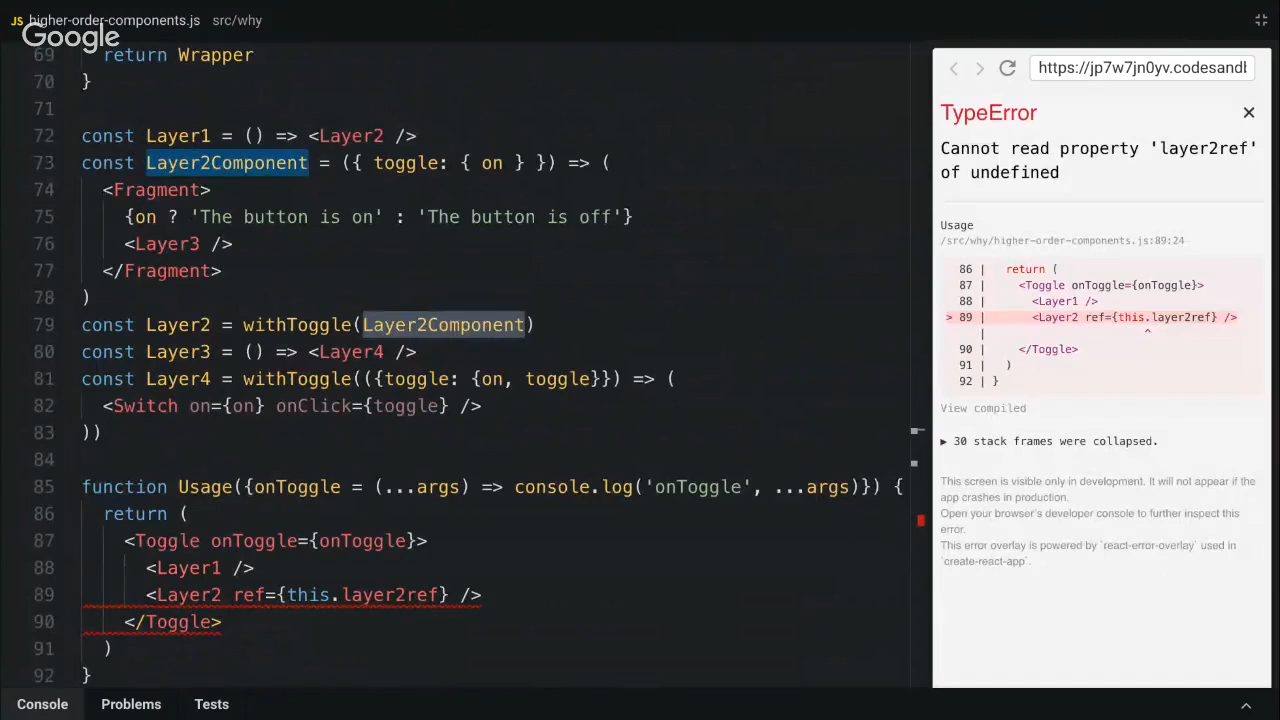 JS higher-order-components.js src/why
Google
69 return Wrapper
70 }
71
72 const Layer1 = () => <Layer2 />
73 const Layer2Component = ({ toggle: { on } }) => (
74 <Fragment>
75 {on ? 'The button is on' : 'The button is off'}
76 <Layer3 />
77 </Fragment>
78 )
79 const Layer2 = withToggle(Layer2Component)
80 const Layer3 = () => <Layer4 />
81 const Layer4 = withToggle(({toggle: {on, toggle}}) => (
82 <Switch on={on} onClick={toggle} />
83 ))
84
85 function Usage({onToggle = (...args) => console.log('onToggle', ...args)}) {
86 return (
87 <Toggle onToggle={onToggle}>
88 <Layer1 />
89 <Layer2 ref={this.layer2ref} />
90 </Toggle>
91 )
92 }
Console Problems Tests
https://jp7w7jn0yv.codesandb
TypeError ×
Cannot read property 'layer2ref'
of undefined
Usage
/src/why/higher-order-components.js:89:24
86 | return (
87 | <Toggle onToggle={onToggle}>
88 | <Layer1 />
> 89 | <Layer2 ref={this.layer2ref} />
| ^
90 | </Toggle>
91 | )
92 | }
View compiled
▶ 30 stack frames were collapsed.
This screen is visible only in development. It will not appear if the
app crashes in production.
Open your browser's developer console to further inspect this
error.
This error overlay is powered by `react-error-overlay` used in
`create-react-app`.